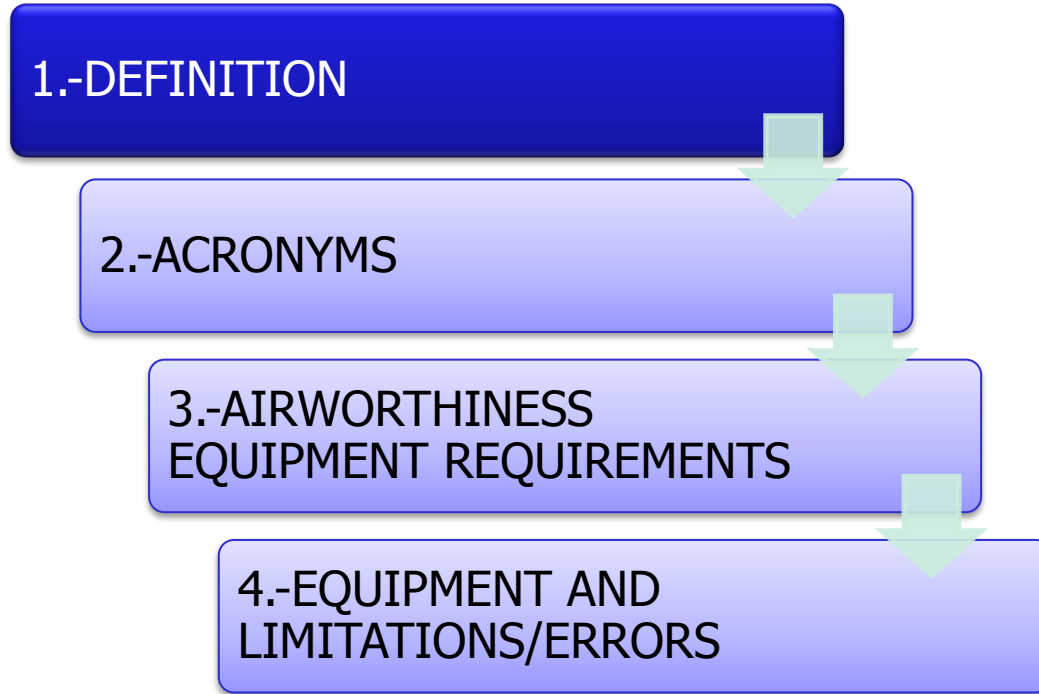 1.-DEFINITION
2.-ACRONYMS
3.-AIRWORTHINESS
EQUIPMENT REQUIREMENTS
4.-EQUIPMENT AND
LIMITATIONS/ERRORS